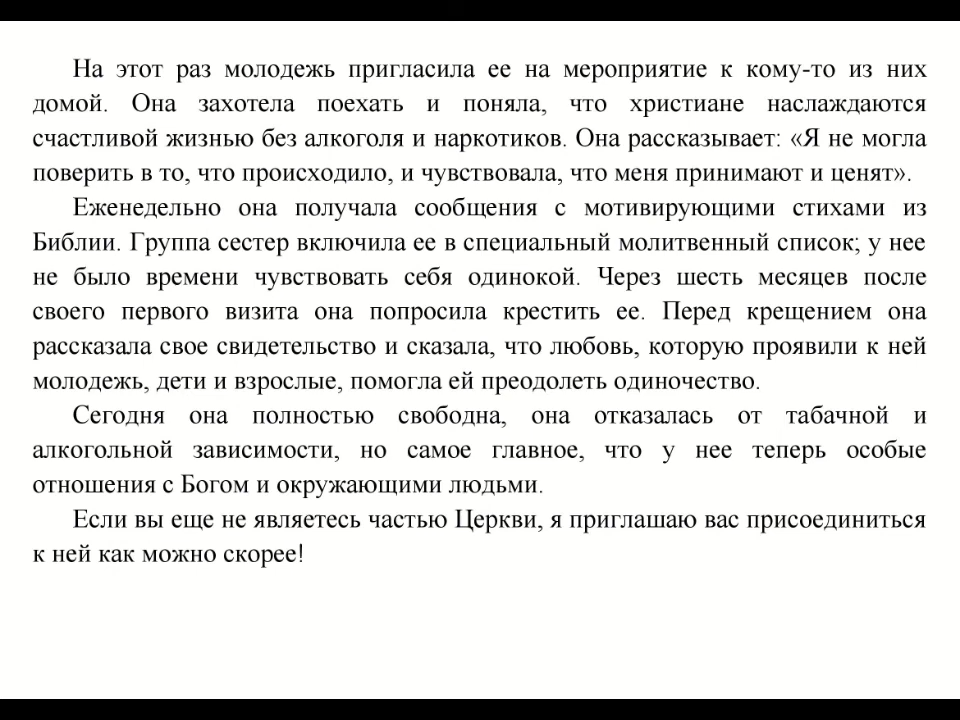 На этот раз молодежь пригласила ее на мероприятие к кому-то из них
домой. Она захотела поехать и поняла, что христиане наслаждаются
счастливой жизнью без алкоголя и наркотиков. Она рассказывает: «Я не могла
поверить в то, что происходило, и чувствовала, что меня принимают и ценят».
Еженедельно она получала сообщения с мотивирующими стихами из
Библии. Группа сестер включила ее в специальный молитвенный список; у нее
не было времени чувствовать себя одинокой. Через шесть месяцев после
своего первого визита она попросила крестить ее. Перед крещением она
рассказала свое свидетельство и сказала, что любовь, которую проявили к ней
молодежь, дети и взрослые, помогла ей преодолеть одиночество.
Сегодня она полностью свободна, она отказалась от табачной и
алкогольной зависимости, но самое главное, что у нее теперь особые
отношения с Богом и окружающими людьми.
Если вы еще не являетесь частью Церкви, я приглашаю вас присоединиться
к ней как можно скорее!